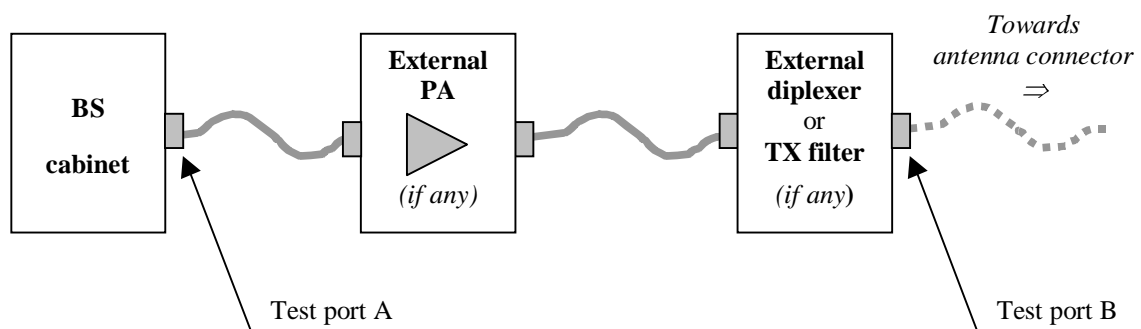 BS
cabinet
External
PA
(if any)
External
diplexer
or
TX filter
(if any)
Towards
antenna connector
⇒
Test port A
Test port B